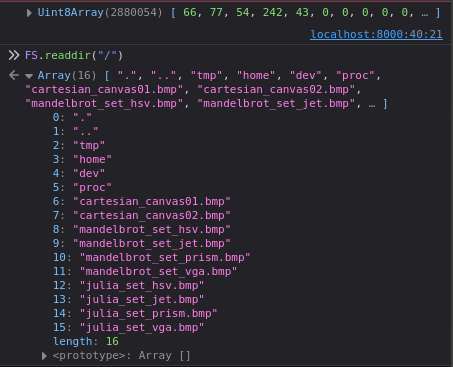 ▶ Uint8Array(2880054) [ 66, 77, 54, 242, 43, 0, 0, 0, 0, 0, … ]
localhost:8000:40:21
>> FS.readdir("/")
← ▼ Array(16) [ ".", "..", "tmp", "home", "dev", "proc",
"cartesian_canvas01.bmp", "cartesian_canvas02.bmp",
"mandelbrot_set_hsv.bmp", "mandelbrot_set_jet.bmp", … ]
0: "."
1: ".."
2: "tmp"
3: "home"
4: "dev"
5: "proc"
6: "cartesian_canvas01.bmp"
7: "cartesian_canvas02.bmp"
8: "mandelbrot_set_hsv.bmp"
9: "mandelbrot_set_jet.bmp"
10: "mandelbrot_set_prism.bmp"
11: "mandelbrot_set_vga.bmp"
12: "julia_set_hsv.bmp"
13: "julia_set_jet.bmp"
14: "julia_set_prism.bmp"
15: "julia_set_vga.bmp"
length: 16
▶ <prototype>: Array []